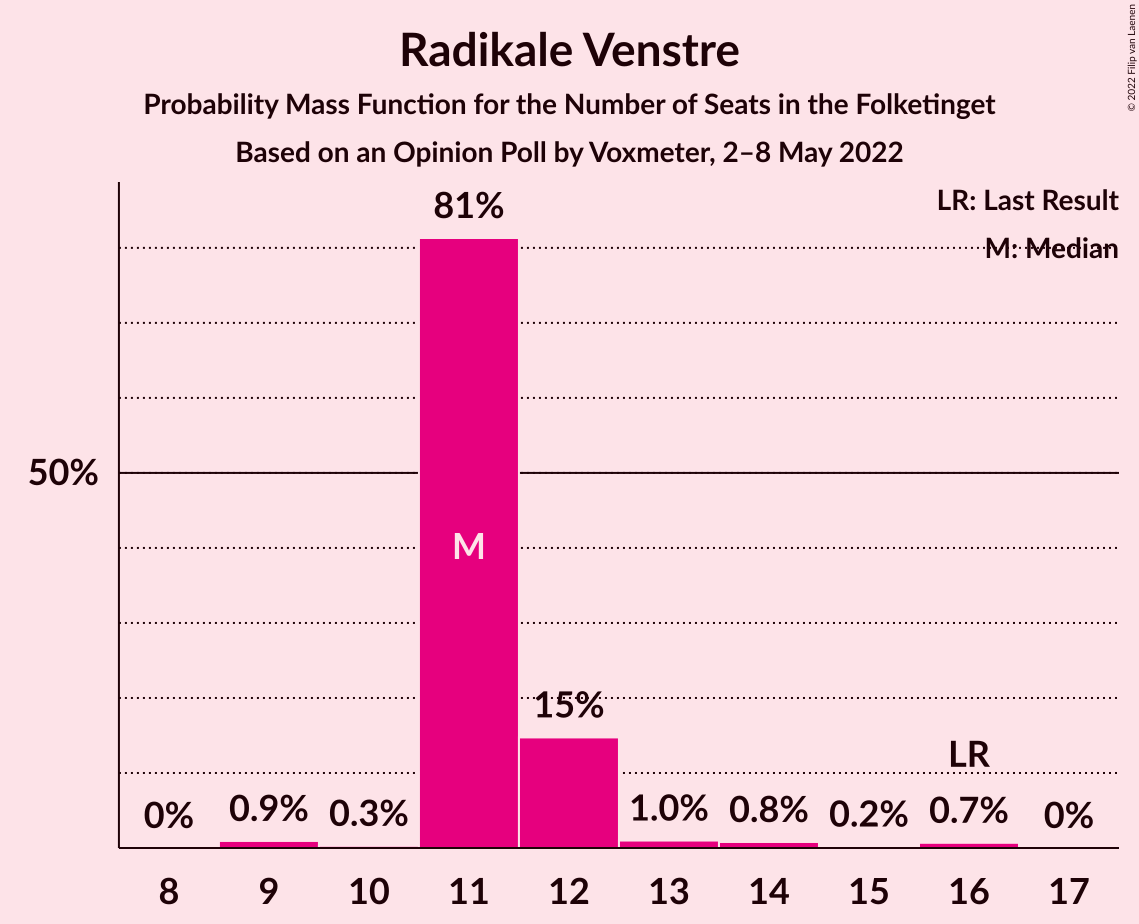 Radikale Venstre
Probability Mass Function for the Number of Seats in the Folketinget
Based on an Opinion Poll by Voxmeter, 2–8 May 2022
© 2022 Filip van Laenen
LR: Last Result
M: Median
81%
50%
M
15%
LR
0% 0.9% 0.3% 1.0% 0.8% 0.2% 0.7% 0%
8 9 10 11 12 13 14 15 16 17